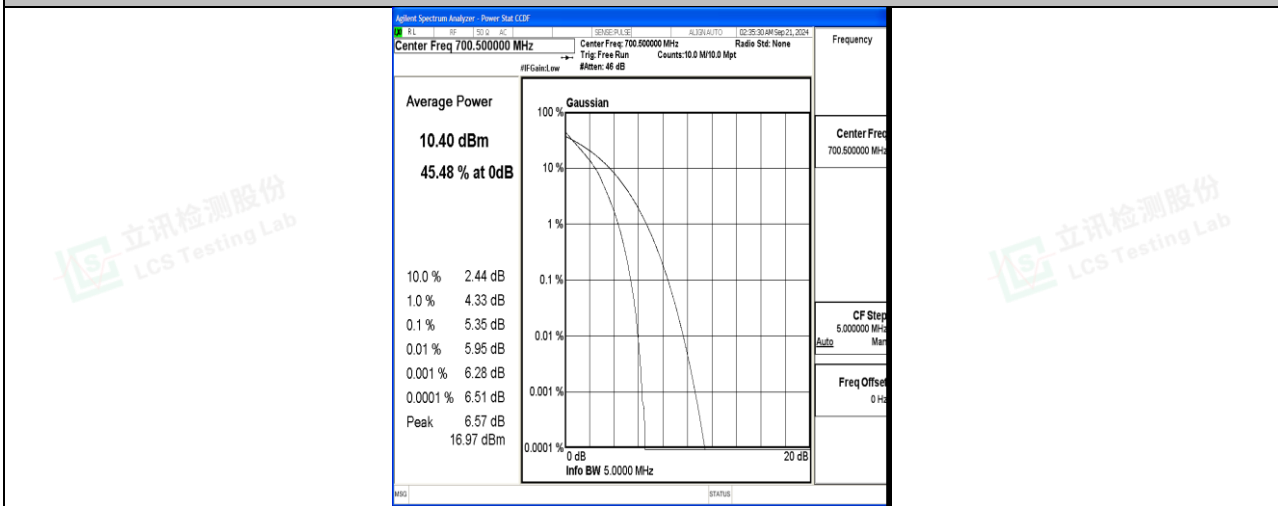 Agilent Spectrum Analyzer - Power Stat CCDF
RL RF 50 Ω AC SENSE:PULSE ALIGN AUTO 02:35:30 AM Sep 21, 2024
Center Freq 700.500000 MHz
Center Freq: 700.500000 MHz Radio Std: None
Trig: Free Run Counts:10.0 M/10.0 Mpt
#IFGain:Low #Atten: 46 dB
Frequency
Average Power
10.40 dBm
45.48 % at 0dB
10.0 % 2.44 dB
1.0 % 4.33 dB
0.1 % 5.35 dB
0.01 % 5.95 dB
0.001 % 6.28 dB
0.0001 % 6.51 dB
Peak 6.57 dB
16.97 dBm
Gaussian
100 %
10 %
1 %
0.1 %
0.01 %
0.001 %
0.0001 %
0 dB 20 dB
Info BW 5.0000 MHz
Center Freq
700.500000 MHz
CF Step
5.000000 MHz
Auto Man
Freq Offset
0 Hz
MSG STATUS
立讯检测股份
LCS Testing Lab
立讯检测股份
LCS Testing Lab